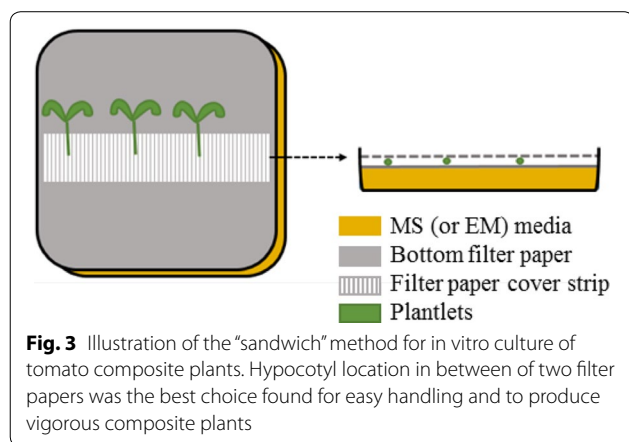 MS (or EM) media
Bottom filter paper
Filter paper cover strip
Plantlets
Fig. 3 Illustration of the "sandwich" method for in vitro culture of
tomato composite plants. Hypocotyl location in between of two filter
papers was the best choice found for easy handling and to produce
vigorous composite plants